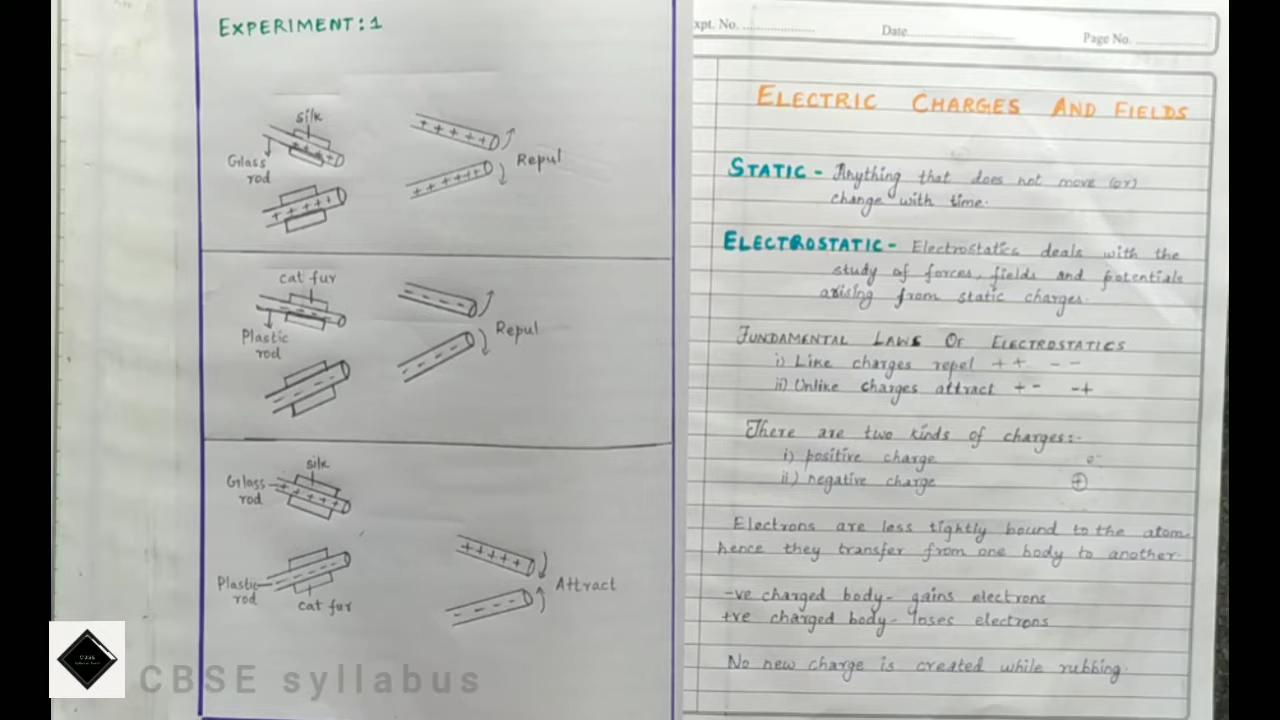 EXPERIMENT: 1
silk
Glass
rod
+ + + + +
+ + + + +
+ + + + +
+ + + + + +
Repul
cat fur
Plastic
rod
Repul
silk
Glass
rod
+ + + + +
+ + + + +
Plastic
rod
cat fur
Attract
CBSE syllabus
xpt. No.
Date
Page No.
ELECTRIC CHARGES AND FIELDS
STATIC - Anything that does not move (or)
change with time.
ELECTROSTATIC - Electrostatics deals with the
study of forces, fields and potentials
arising from static charges.
FUNDAMENTAL LAWS OF ELECTROSTATICS
i) Like charges repel + + - -
ii) Unlike charges attract + - - +
There are two kinds of charges:-
i) positive charge e-
ii) negative charge +
Electrons are less tightly bound to the atom
hence they transfer from one body to another.
-ve charged body- gains electrons
+ve charged body- loses electrons
No new charge is created while rubbing.